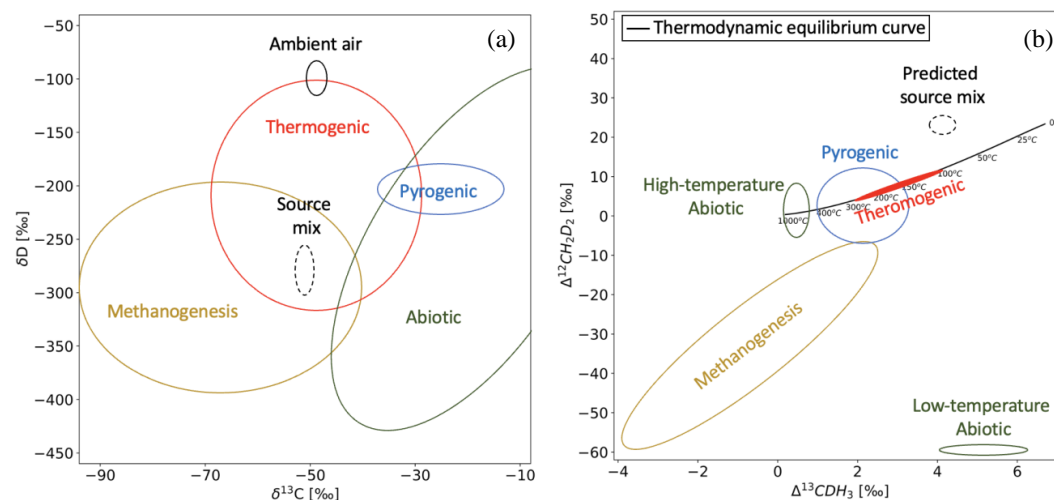 (a)
Ambient air
Thermogenic
Pyrogenic
Source
mix
Methanogenesis
Abiotic
−50
−100
−150
−200
−250
−300
−350
−400
−450
δD [‰]
−90
−70
−50
−30
−10
δ¹³C [‰]
(b)
Thermodynamic equilibrium curve
Predicted
source mix
Pyrogenic
High-temperature
Abiotic
Theromogenic
Methanogenesis
Low-temperature
Abiotic
1000°C
400°C
300°C
200°C
150°C
100°C
50°C
25°C
0
50
40
30
20
10
0
−10
−20
−30
−40
−50
−60
Δ¹²CH₂D₂ [‰]
−4
−2
0
2
4
6
Δ¹³CDH₃ [‰]